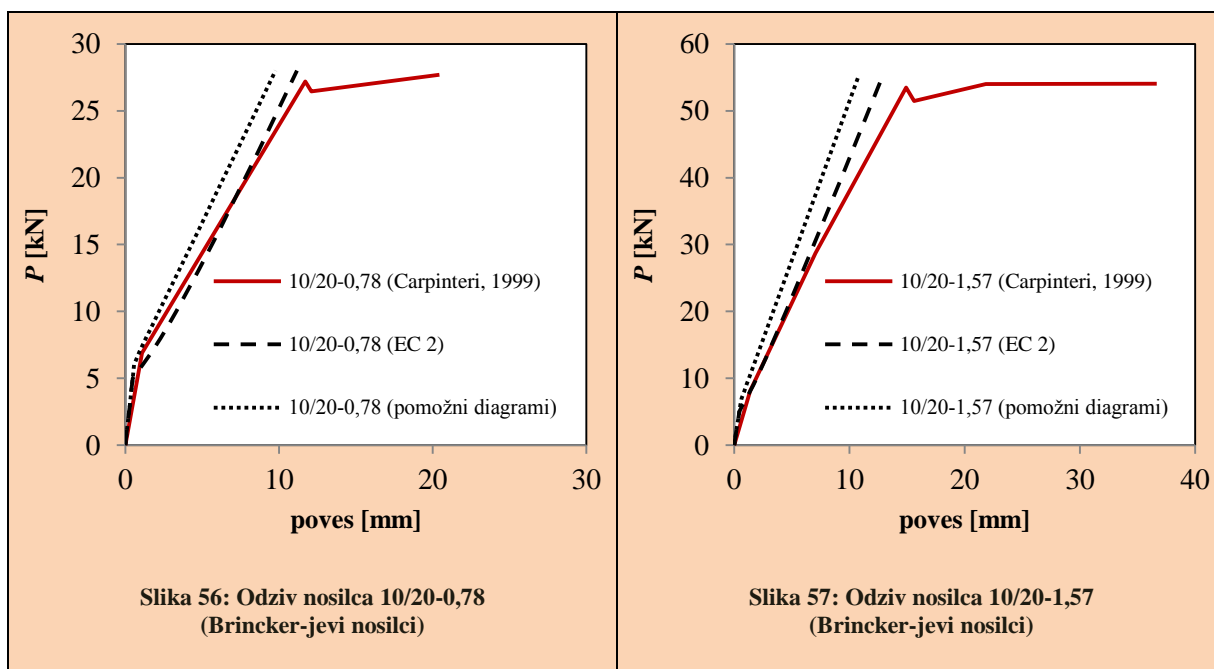 30
25
20
15
10
5
0
P [kN]
10/20-0,78 (Carpinteri, 1999)
10/20-0,78 (EC 2)
10/20-0,78 (pomožni diagrami)
0 10 20 30
poves [mm]
Slika 56: Odziv nosilca 10/20-0,78
(Brincker-jevi nosilci)
60
50
40
30
20
10
0
P [kN]
10/20-1,57 (Carpinteri, 1999)
10/20-1,57 (EC 2)
10/20-1,57 (pomožni diagrami)
0 10 20 30 40
poves [mm]
Slika 57: Odziv nosilca 10/20-1,57
(Brincker-jevi nosilci)